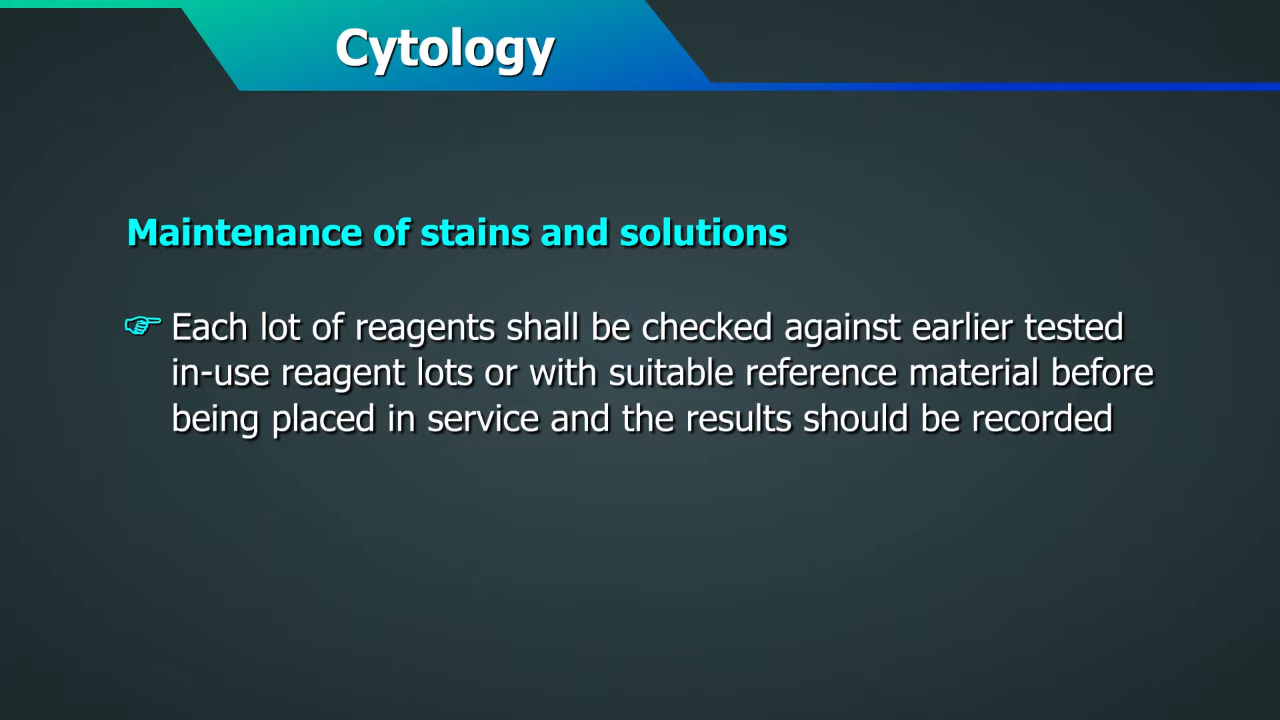 Cytology
Maintenance of stains and solutions
☞ Each lot of reagents shall be checked against earlier tested
in-use reagent lots or with suitable reference material before
being placed in service and the results should be recorded